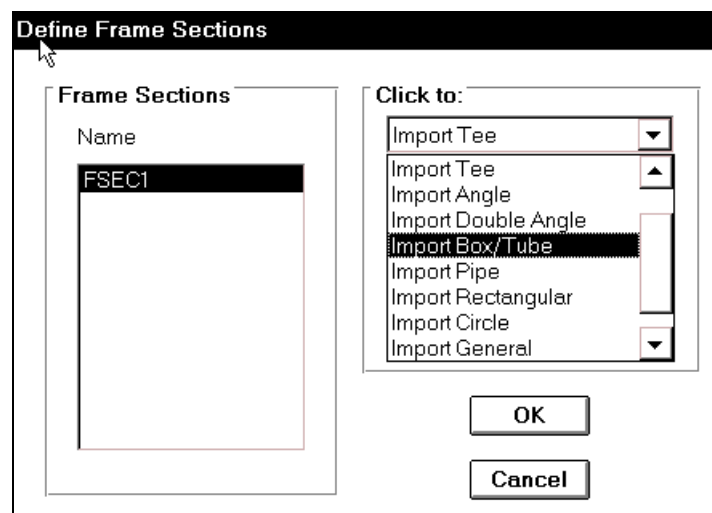 Define Frame Sections
Frame Sections
Name
FSEC1
Click to:
Import Tee
Import Tee
Import Angle
Import Double Angle
Import Box/Tube
Import Pipe
Import Rectangular
Import Circle
Import General
OK
Cancel